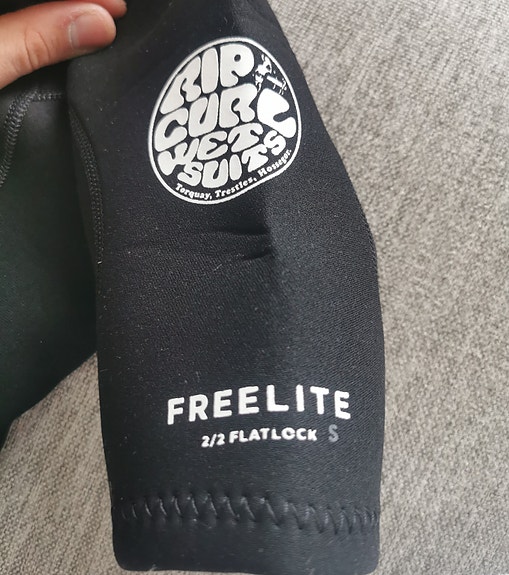 RIP
CURL
WET
SUITS
Torquay, Trestles, Hossegor.
FREELITE
2/2 FLATLOCK S